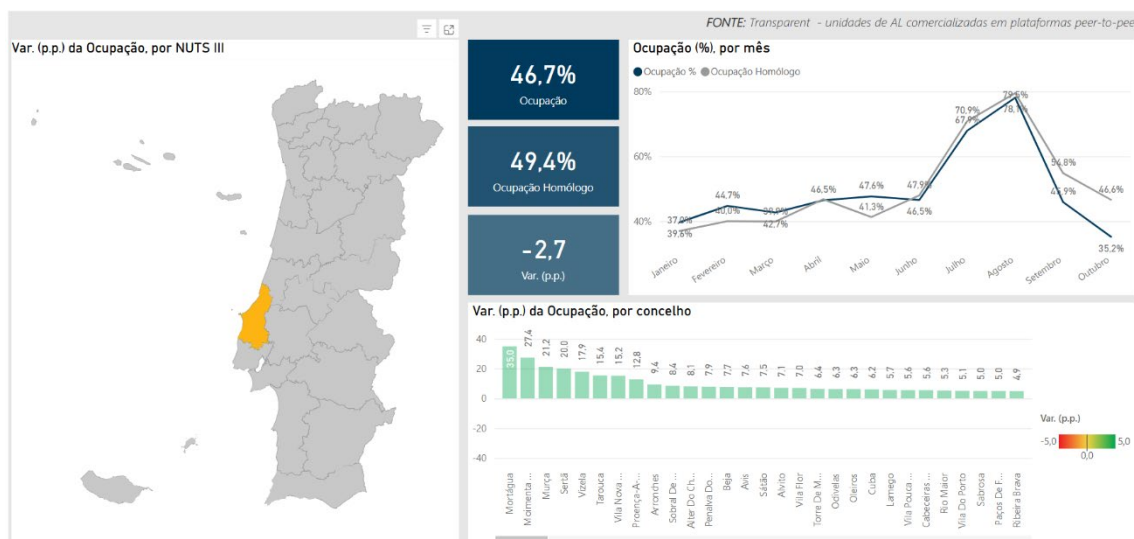 FONTE: Transparent - unidades de AL comercializadas em plataformas peer-to-pee
Var. (p.p.) da Ocupação, por NUTS III
46,7%
Ocupação
49,4%
Ocupação Homólogo
-2,7
Var. (p.p.)
Ocupação (%), por mês
Ocupação % Ocupação Homólogo
80%
60%
40%
37,0%
39,6%
44,7%
40,0%
39,9%
42,7%
46,5%
47,6%
41,3%
47,9%
46,5%
70,9%
67,9%
79,5%
78,1%
54,8%
45,9%
46,6%
35,2%
Janeiro
Fevereiro
Março
Abril
Maio
Junho
Julho
Agosto
Setembro
Outubro
Var. (p.p.) da Ocupação, por concelho
40
20
0
-20
-40
35,0
27,4
21,2
20,0
17,9
15,4
15,2
12,8
9,4
8,4
8,1
7,9
7,7
7,6
7,5
7,1
7,0
6,4
6,3
6,3
6,2
5,7
5,6
5,6
5,3
5,1
5,0
5,0
4,9
Mortágua
Moimenta ...
Murça
Sertã
Vizela
Tarouca
Vila Nova ...
Proença-A-...
Arronches
Sobral De ...
Alter Do Ch...
Penalva Do...
Beja
Avis
Sátão
Alvito
Vila Flor
Torre De M...
Odivelas
Oleiros
Cuba
Lamego
Vila Pouca ...
Cabeceiras ...
Rio Maior
Vila Do Porto
Sabrosa
Paços De F...
Ribeira Brava
Var. (p.p.)
-5,0
0,0
5,0